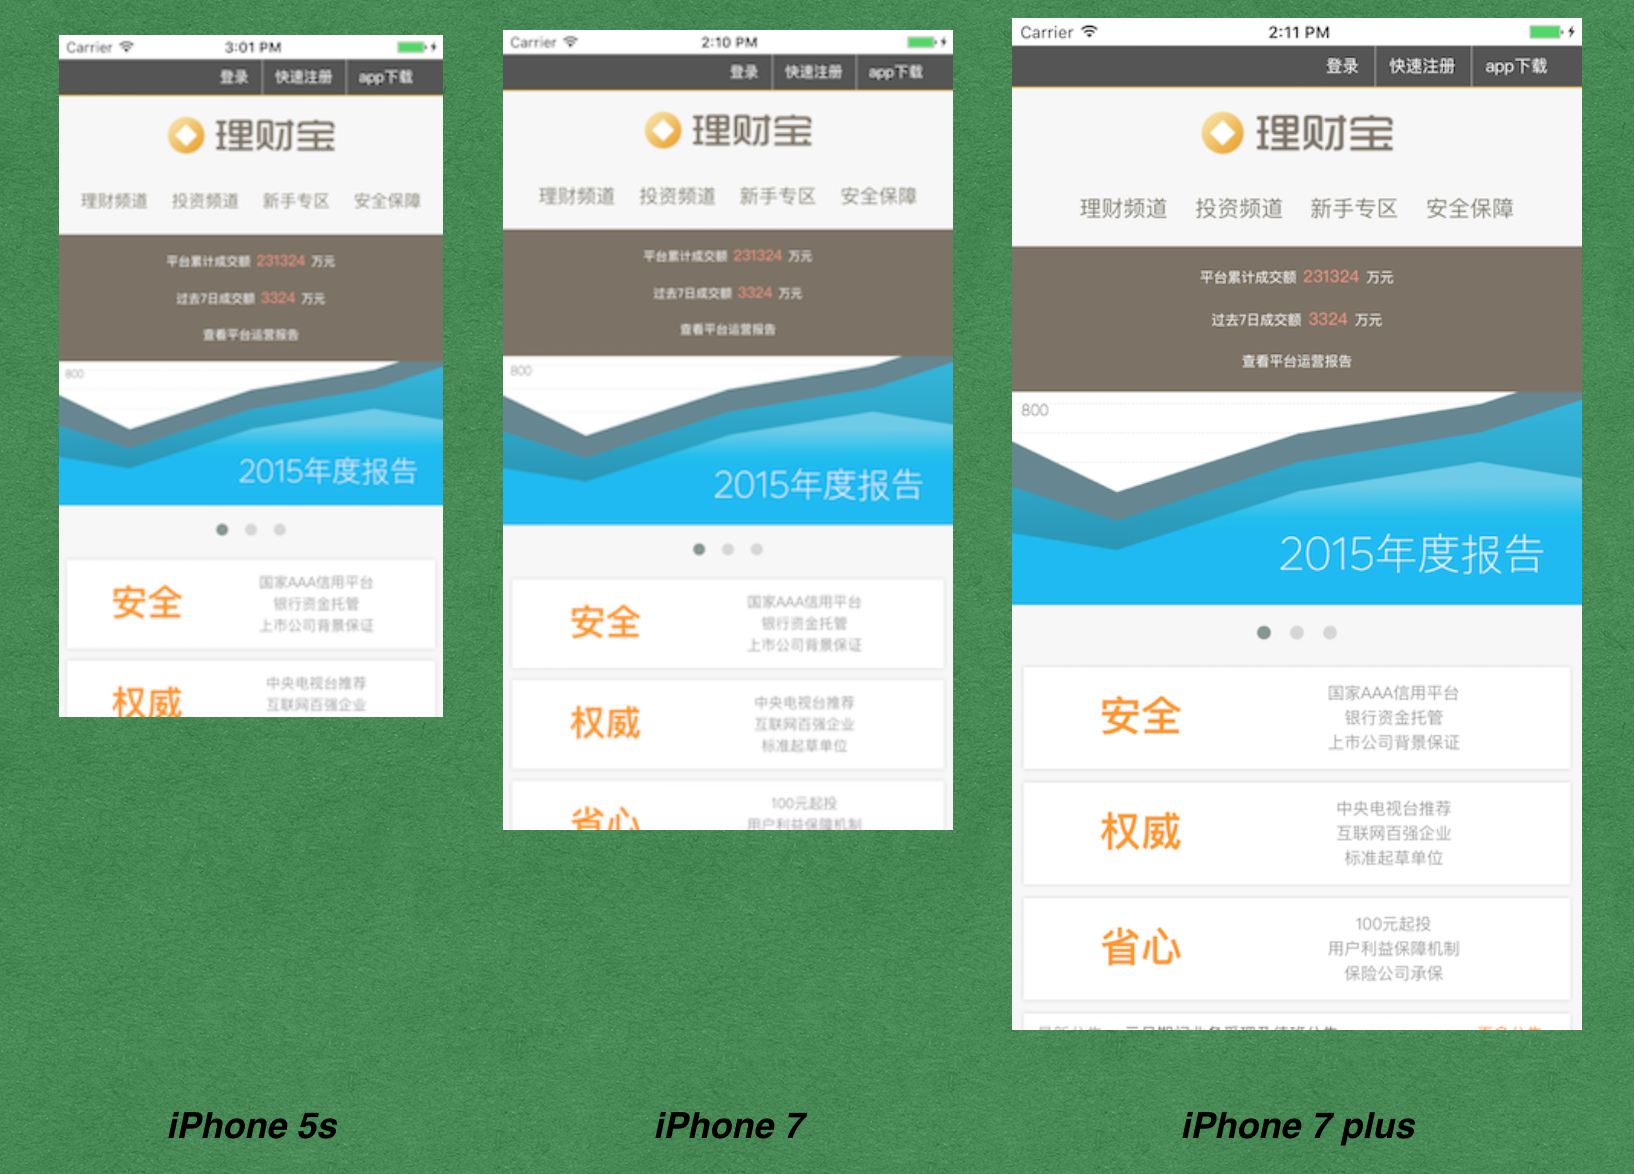 Carrier 3:01 PM
登录 快速注册 app下载
理财宝
理财频道 投资频道 新手专区 安全保障
平台累计成交额 231324 万元
过去7日成交额 3324 万元
查看平台运营报告
800
2015年度报告
安全
国家AAA信用平台
银行资金托管
上市公司背景保证
权威
中央电视台推荐
互联网百强企业
iPhone 5s
Carrier 2:10 PM
登录 快速注册 app下载
理财宝
理财频道 投资频道 新手专区 安全保障
平台累计成交额 231324 万元
过去7日成交额 3324 万元
查看平台运营报告
800
2015年度报告
安全
国家AAA信用平台
银行资金托管
上市公司背景保证
权威
中央电视台推荐
互联网百强企业
标准起草单位
省心
100元起投
用户利益保障机制
iPhone 7
Carrier 2:11 PM
登录 快速注册 app下载
理财宝
理财频道 投资频道 新手专区 安全保障
平台累计成交额 231324 万元
过去7日成交额 3324 万元
查看平台运营报告
800
2015年度报告
安全
国家AAA信用平台
银行资金托管
上市公司背景保证
权威
中央电视台推荐
互联网百强企业
标准起草单位
省心
100元起投
用户利益保障机制
保险公司承保
iPhone 7 plus